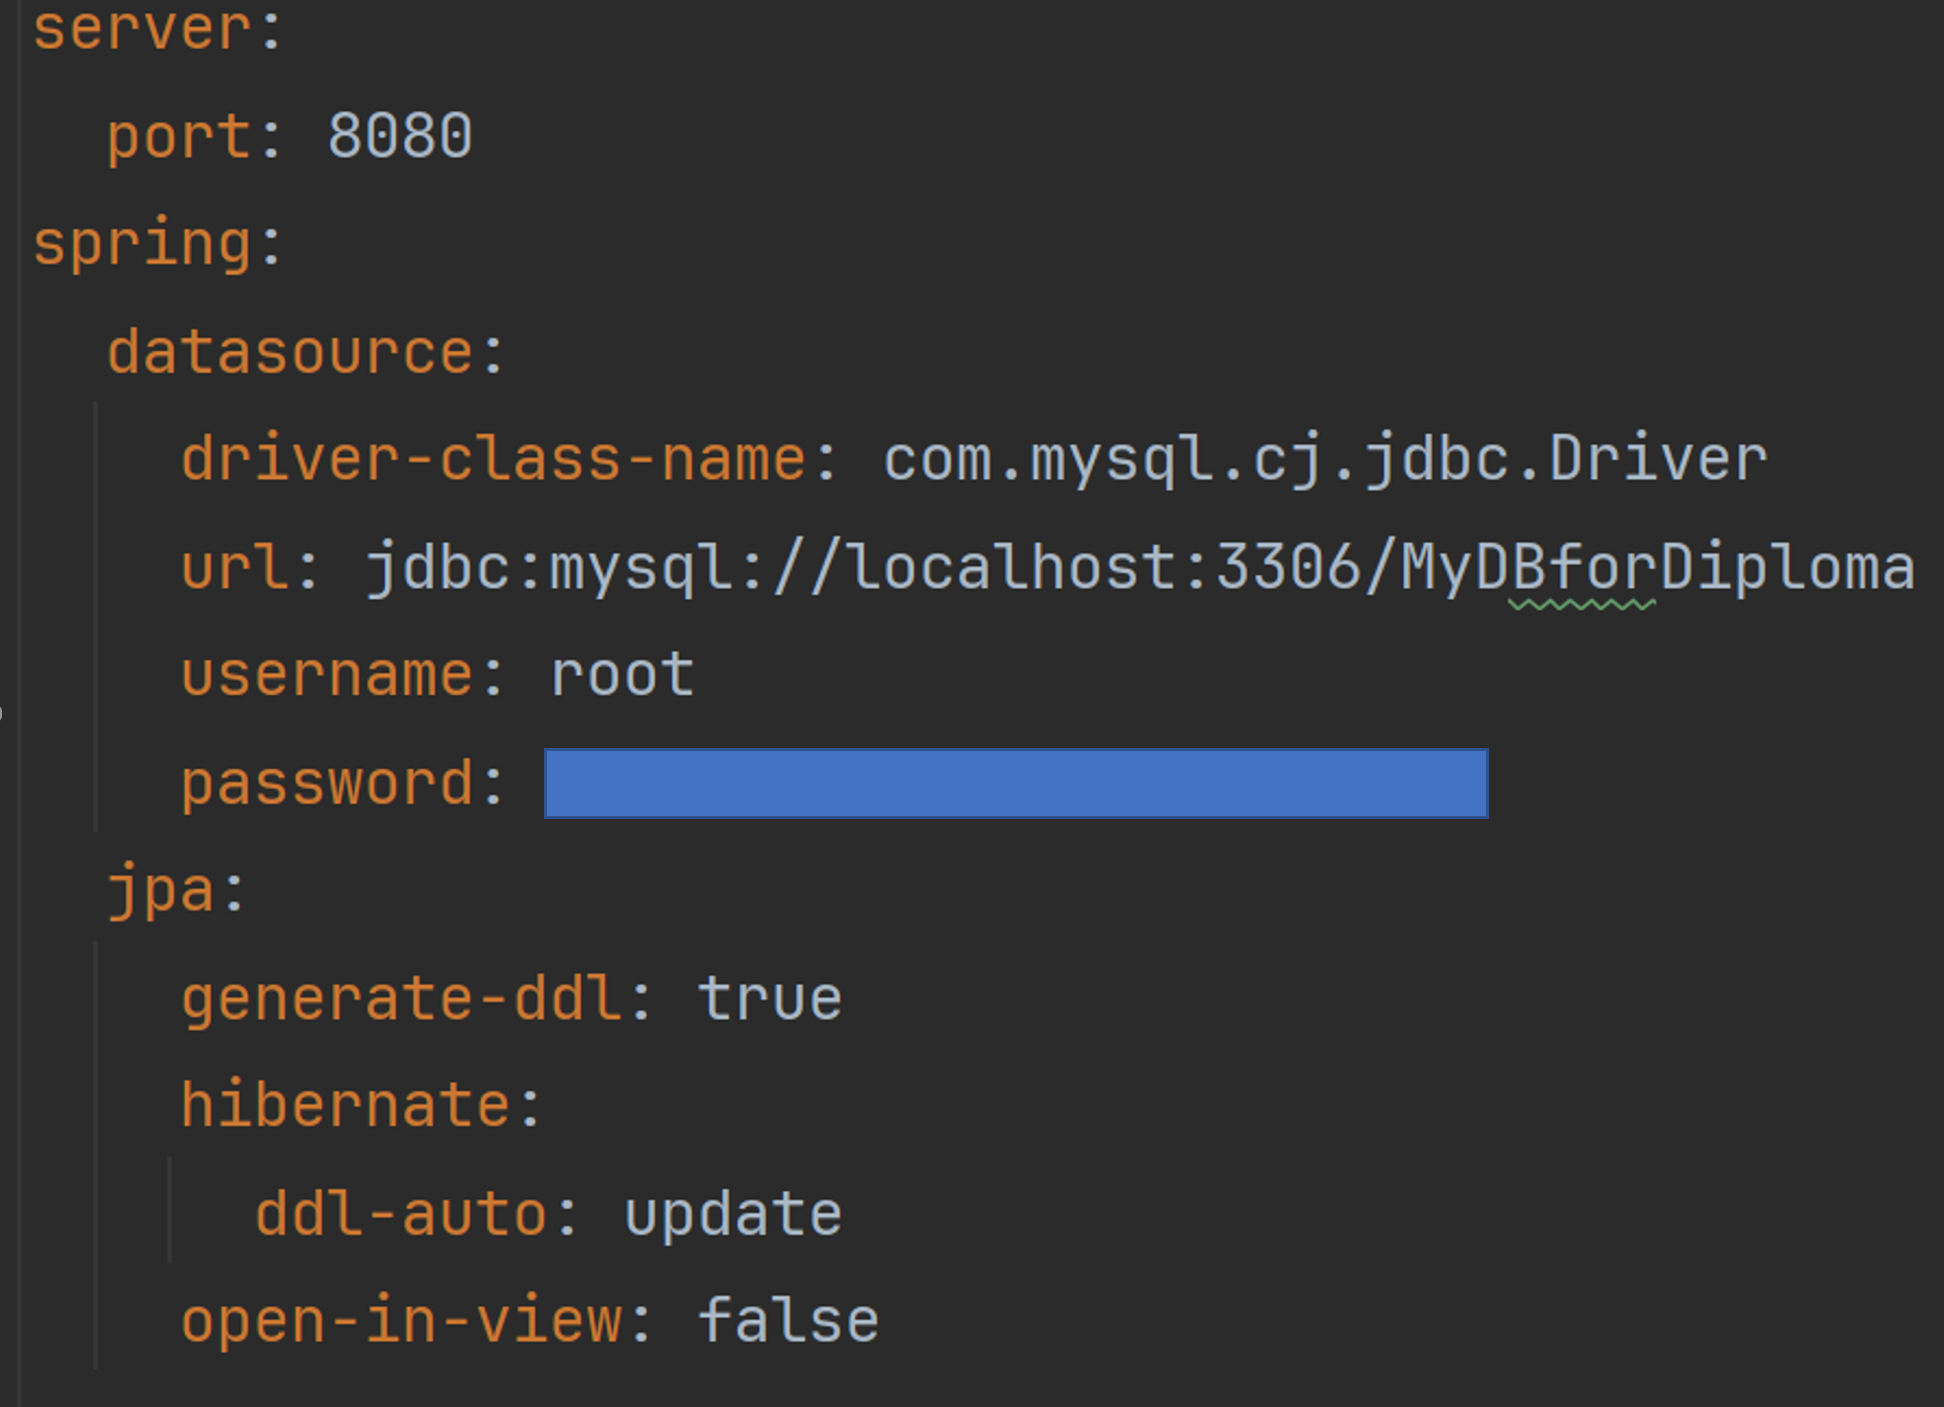 server:
port: 8080
spring:
datasource:
driver-class-name: com.mysql.cj.jdbc.Driver
url: jdbc:mysql://localhost:3306/MyDBforDiploma
username: root
password:
jpa:
generate-ddl: true
hibernate:
ddl-auto: update
open-in-view: false